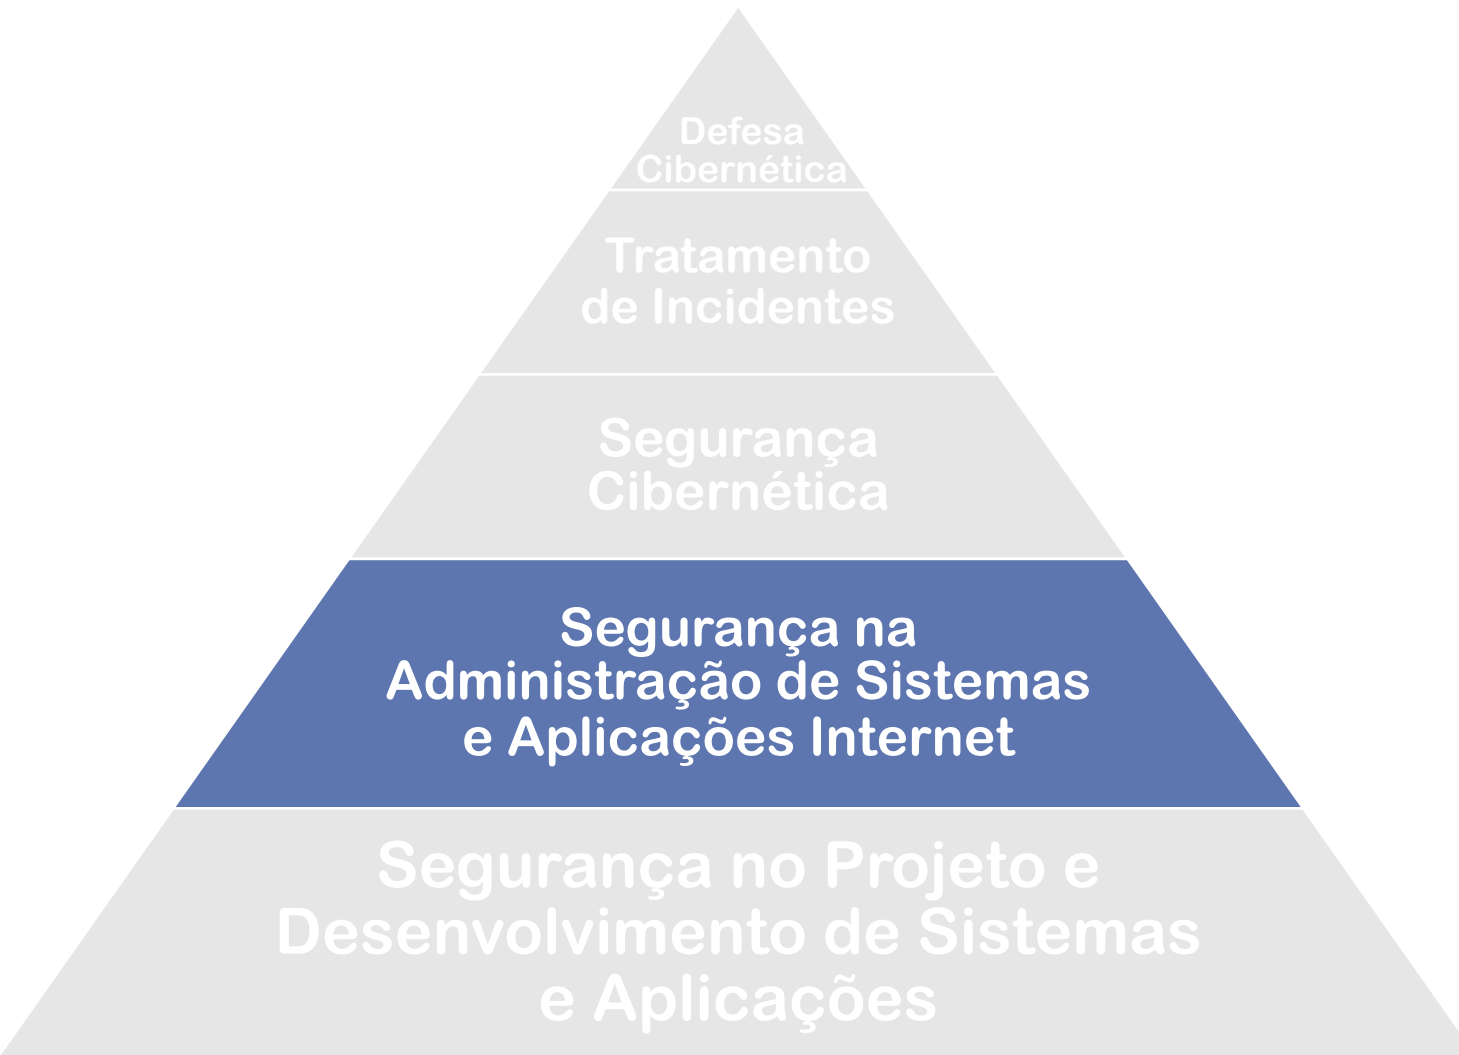 Defesa
Cibernética
Tratamento
de Incidentes
Segurança
Cibernética
Segurança na
Administração de Sistemas
e Aplicações Internet
Segurança no Projeto e
Desenvolvimento de Sistemas
e Aplicações